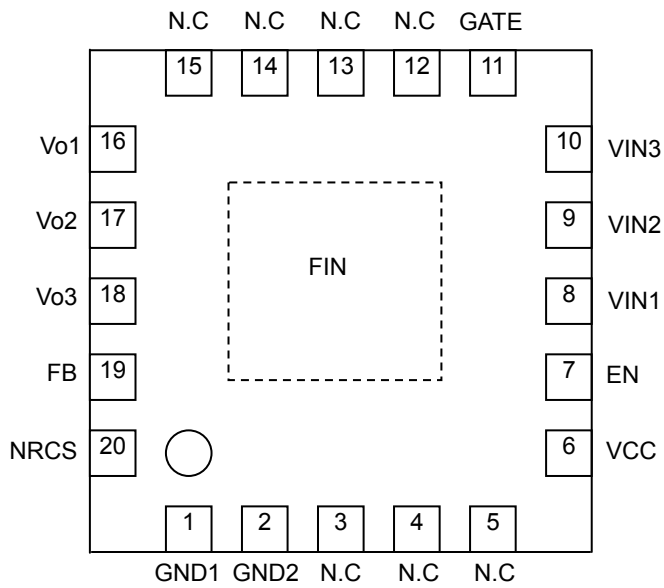 N.C N.C N.C N.C GATE
15 14 13 12 11
Vo1 16 10 VIN3
Vo2 17 9 VIN2
FIN
Vo3 18 8 VIN1
FB 19 7 EN
NRCS 20 6 VCC
1 2 3 4 5
GND1 GND2 N.C N.C N.C